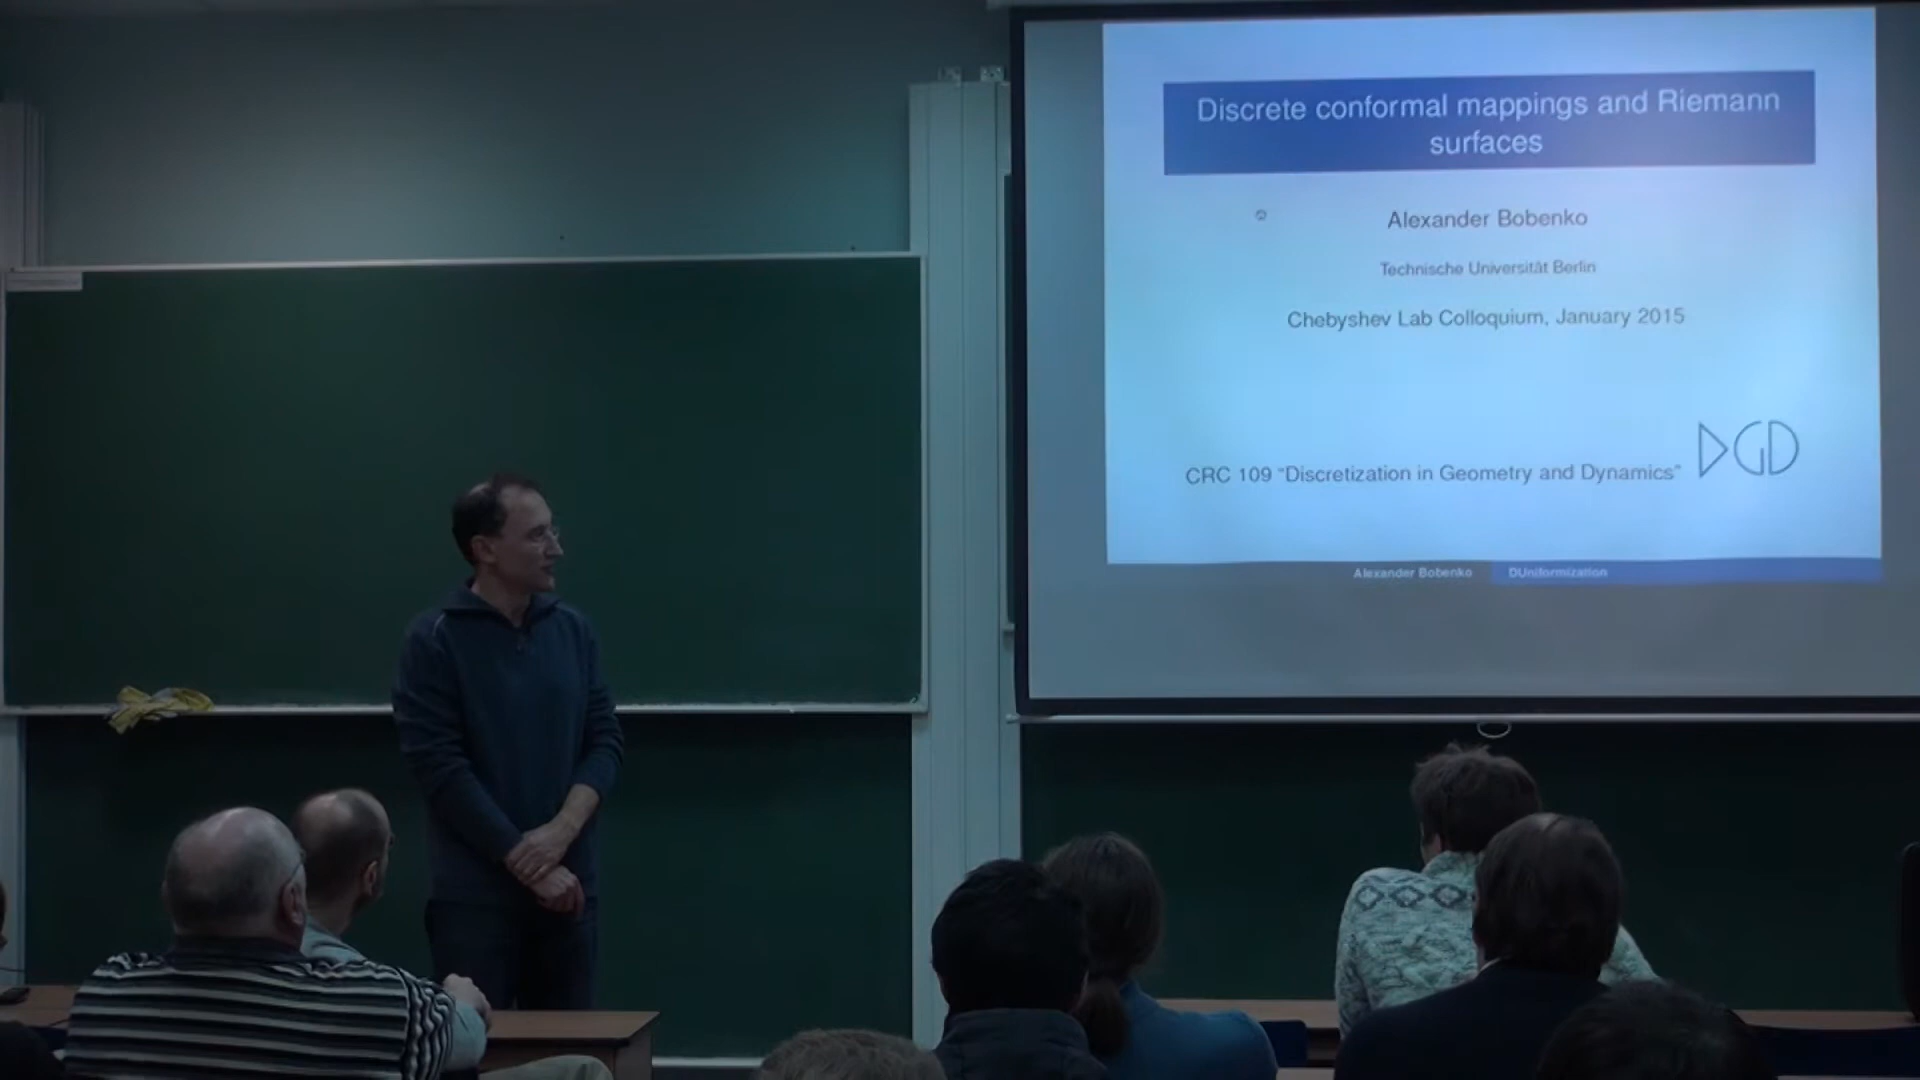 Discrete conformal mappings and Riemann
surfaces
Alexander Bobenko
Technische Universität Berlin
Chebyshev Lab Colloquium, January 2015
DGD
CRC 109 "Discretization in Geometry and Dynamics"
Alexander Bobenko DUniformization